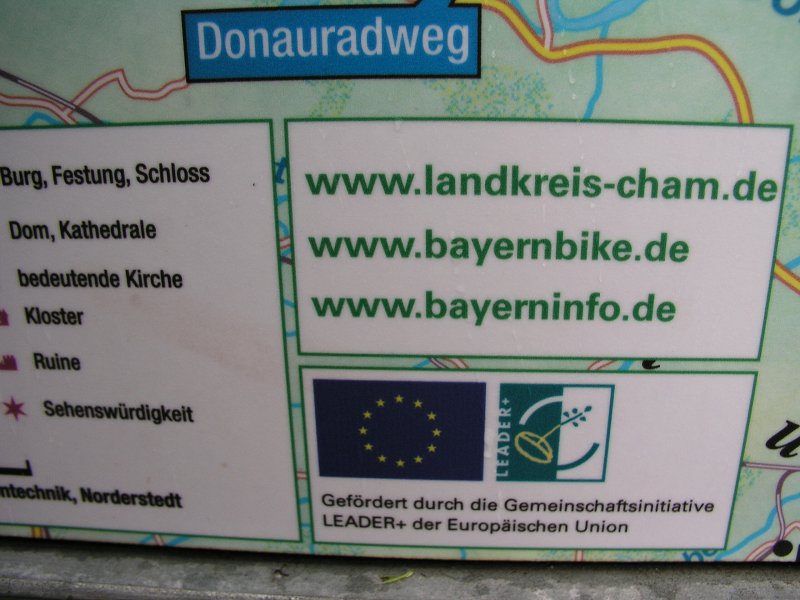 Donauradweg
Burg, Festung, Schloss
Dom, Kathedrale
bedeutende Kirche
Kloster
Ruine
Sehenswürdigkeit
Norderstedt
www.landkreis-cham.de
www.bayernbike.de
www.bayerninfo.de
LEADER+
Gefördert durch die Gemeinschaftsinitiative
LEADER+ der Europäischen Union